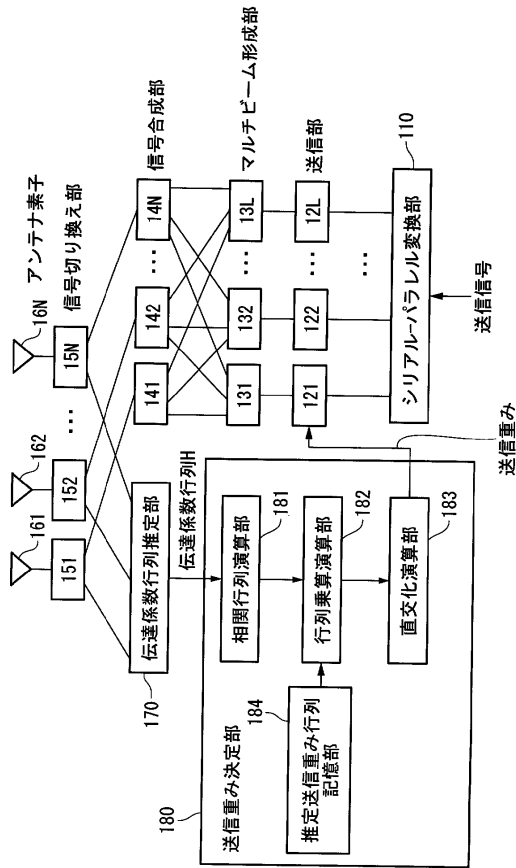 161
162
16N
アンテナ素子
151
152
...
15N
信号切り換え部
141
142
...
14N
信号合成部
131
132
...
13L
マルチビーム形成部
121
122
...
12L
送信部
...
シリアル-パラレル変換部
110
送信信号
伝達係数行列推定部
170
伝達係数行列H
180
送信重み決定部
相関行列演算部
181
行列乗算演算部
182
直交化演算部
183
184
推定送信重み行列
記憶部
送信重み